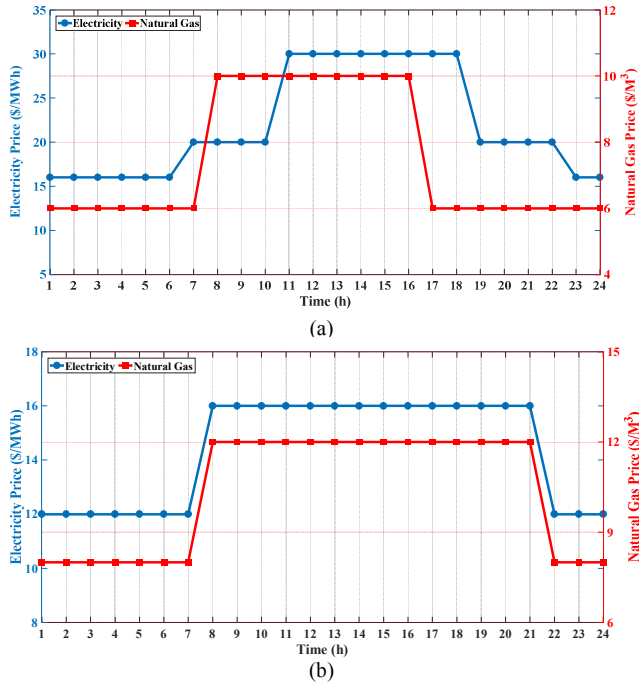 Electricity Natural Gas
Electricity Price ($/MWh)
35
30
25
20
15
10
5
Natural Gas Price ($/M³)
12
10
8
6
4
1 2 3 4 5 6 7 8 9 10 11 12 13 14 15 16 17 18 19 20 21 22 23 24
Time (h)
(a)
Electricity Natural Gas
Electricity Price ($/MWh)
18
16
14
12
10
8
Natural Gas Price ($/M³)
15
12
9
6
1 2 3 4 5 6 7 8 9 10 11 12 13 14 15 16 17 18 19 20 21 22 23 24
Time (h)
(b)